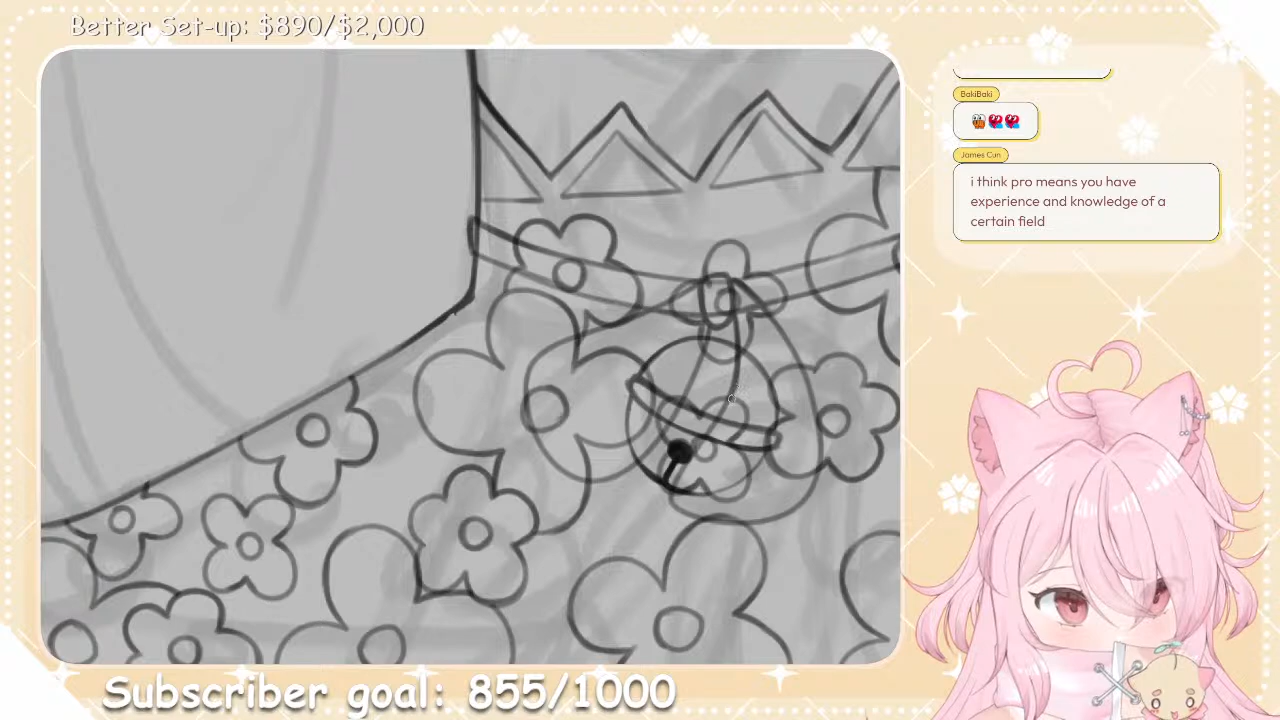 Better Set-up: $890/$2,000
BakiBaki
James Cun
i think pro means you have
experience and knowledge of a
certain field
Subscriber goal: 855/1000